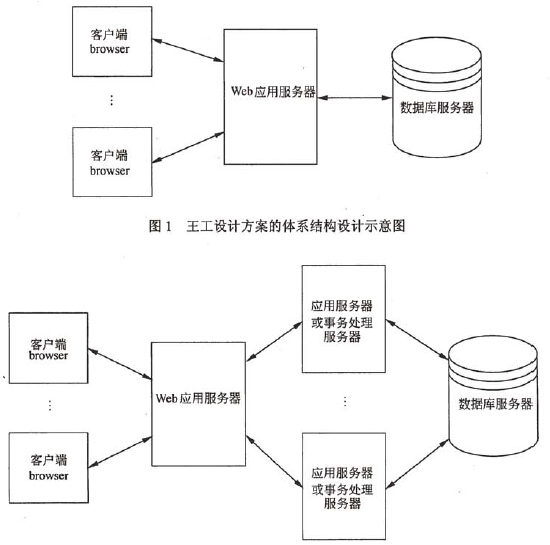 客户端
browser
⋮
客户端
browser
Web应用服务器
数据库服务器
图1 王工设计方案的体系结构设计示意图
客户端
browser
⋮
客户端
browser
Web应用服务器
应用服务器
或事务处理
服务器
⋮
应用服务器
或事务处理
服务器
数据库服务器